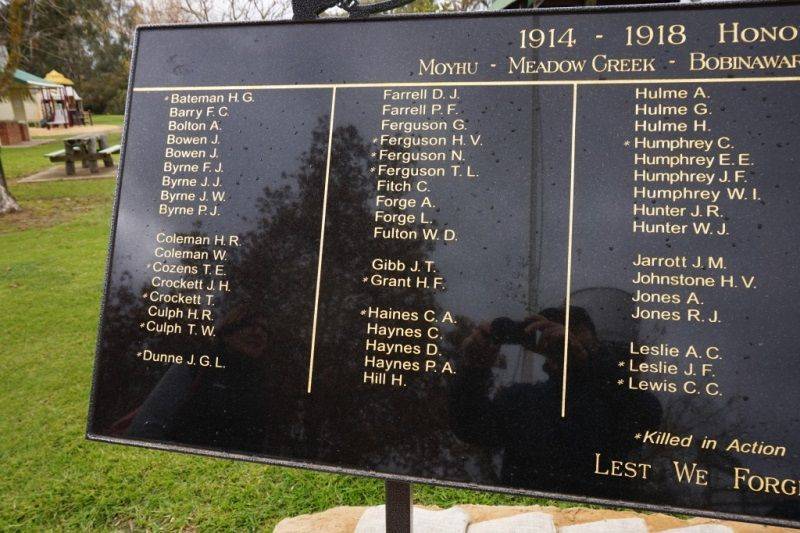 1914 - 1918 HONO
MOYHU - MEADOW CREEK - BOBINAWAR
*Bateman H.G.
Barry F.C.
Bolton A.
Bowen J.
Bowen J.
Byrne F.J.
Byrne J.J.
Byrne J.W.
Byrne P.J.
Coleman H.R.
Coleman W.
*Cozens T.E.
Crockett J.H.
*Crockett T.
Culph H.R.
*Culph T.W.
*Dunne J.G.L.
Farrell D.J.
Farrell P.F.
Ferguson G.
*Ferguson H.V.
*Ferguson N.
*Ferguson T.L.
Fitch C.
Forge A.
Forge L.
Fulton W.D.
Gibb J.T.
*Grant H.F.
*Haines C.A.
Haynes C.
Haynes D.
Haynes P.A.
Hill H.
Hulme A.
Hulme G.
Hulme H.
*Humphrey C.
Humphrey E.E.
Humphrey J.F.
Humphrey W.I.
Hunter J.R.
Hunter W.J.
Jarrott J.M.
Johnstone H.V.
Jones A.
Jones R.J.
Leslie A.C.
*Leslie J.F.
*Lewis C.C.
*Killed in Action
LEST WE FORG